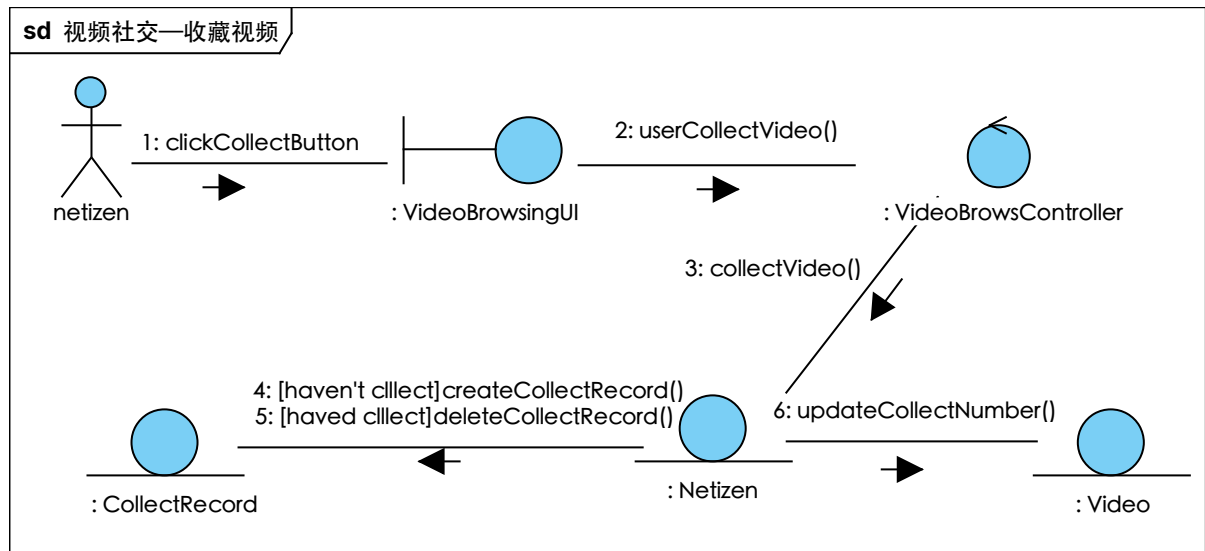 sd 视频社交—收藏视频
1: clickCollectButton
2: userCollectVideo()
netizen
: VideoBrowsingUI
: VideoBrowsController
3: collectVideo()
4: [haven't clllect]createCollectRecord()
5: [haved clllect]deleteCollectRecord()
6: updateCollectNumber()
: CollectRecord
: Netizen
: Video